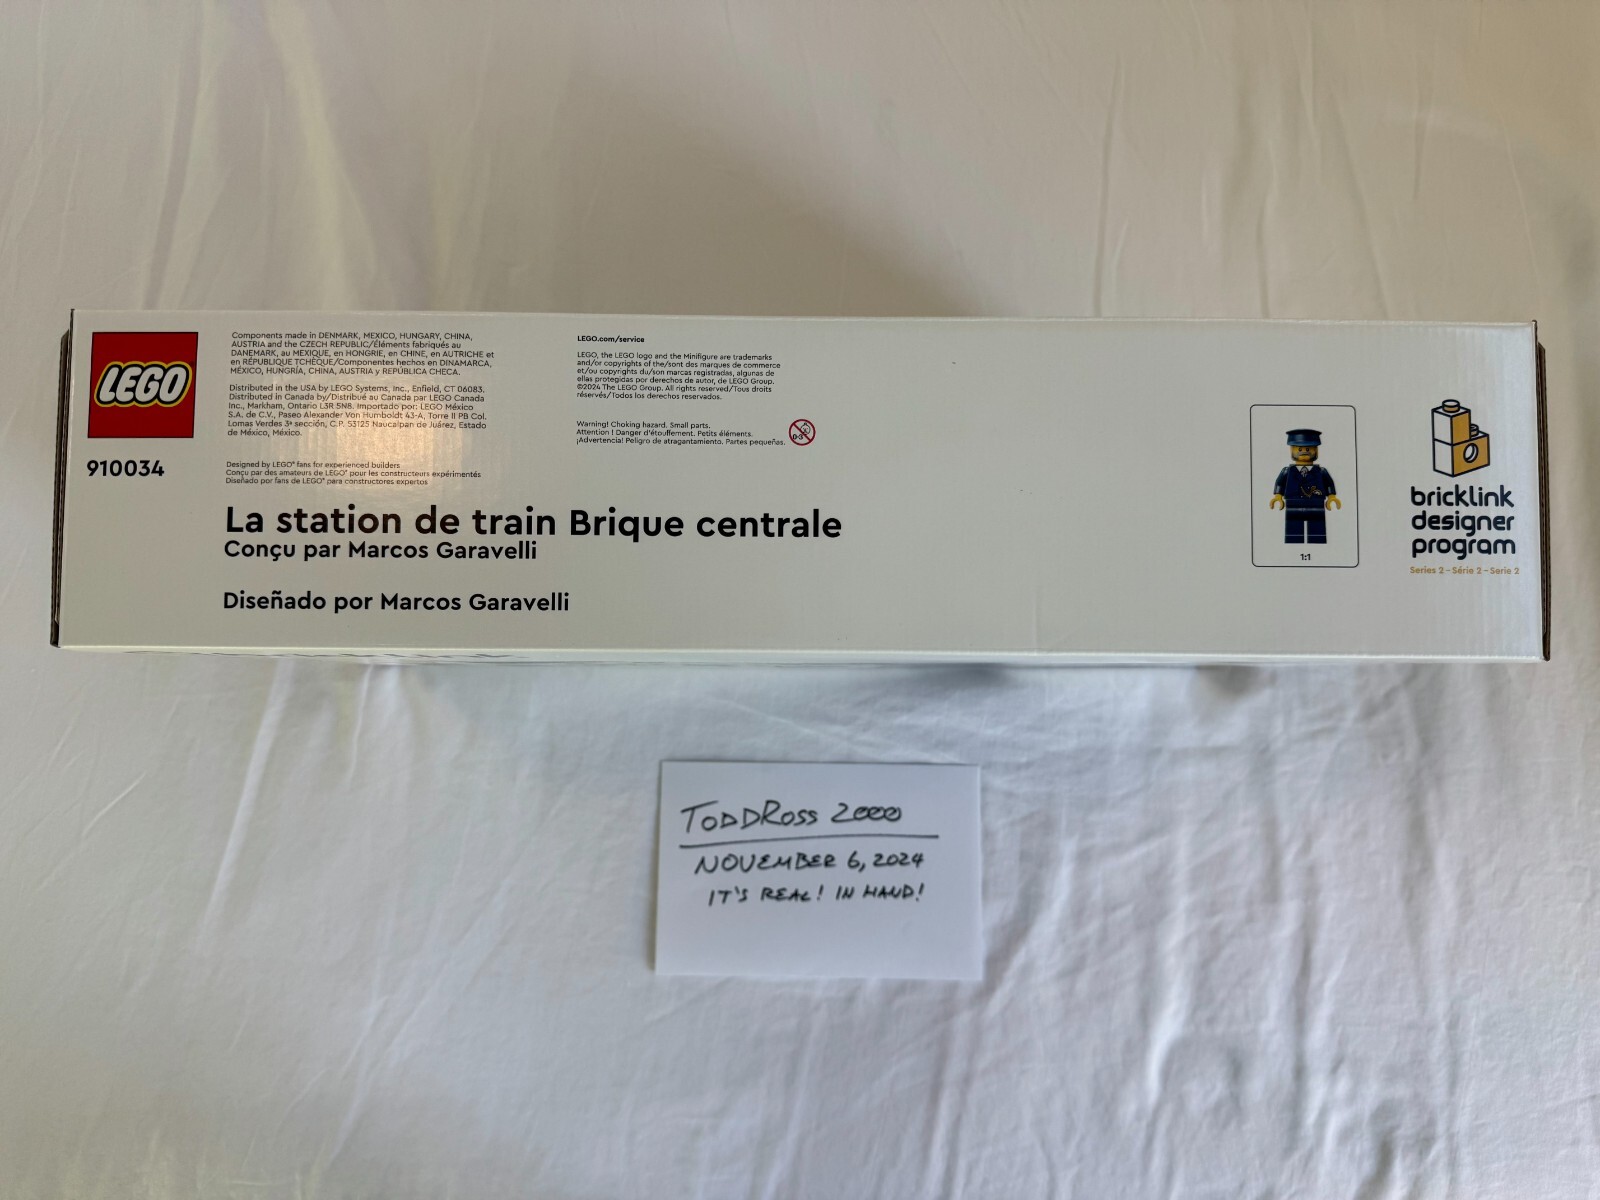 LEGO
910034
Components made in DENMARK, MEXICO, HUNGARY, CHINA,
AUSTRIA and the CZECH REPUBLIC/Éléments fabriqués au
DANEMARK, au MEXIQUE, en HONGRIE, en CHINE, en AUTRICHE et
en RÉPUBLIQUE TCHÈQUE/Componentes hechos en DINAMARCA,
MÉXICO, HUNGRÍA, CHINA, AUSTRIA y REPÚBLICA CHECA.
Distributed in the USA by LEGO Systems, Inc., Enfield, CT 06083.
Distributed in Canada by/Distribué au Canada par LEGO Canada
Inc., Markham, Ontario L3R 5N8. Importado por: LEGO México
S.A. de C.V., Paseo Alexander Von Humboldt 43-A, Torre II PB Col.
Lomas Verdes 3ª sección, C.P. 53125 Naucalpan de Juárez, Estado
de México, México.
Designed by LEGO® fans for experienced builders
Conçu par des amateurs de LEGO® pour les constructeurs expérimentés
Diseñado por fans de LEGO® para constructores expertos
La station de train Brique centrale
Conçu par Marcos Garavelli
Diseñado por Marcos Garavelli
LEGO.com/service
LEGO, the LEGO logo and the Minifigure are trademarks
and/or copyrights of the/sont des marques de commerce
et/ou copyrights du/son marcas registradas, algunas de
ellas protegidas por derechos de autor, de LEGO Group.
©2024 The LEGO Group. All rights reserved/Tous droits
réservés/Todos los derechos reservados.
Warning! Choking hazard. Small parts.
Attention ! Danger d'étouffement. Petits éléments.
¡Advertencia! Peligro de atragantamiento. Partes pequeñas.
0-3
1:1
bricklink
designer
program
Series 2 – Série 2 – Serie 2
TODDROSS 2000
NOVEMBER 6, 2024
IT'S REAL! IN HAND!